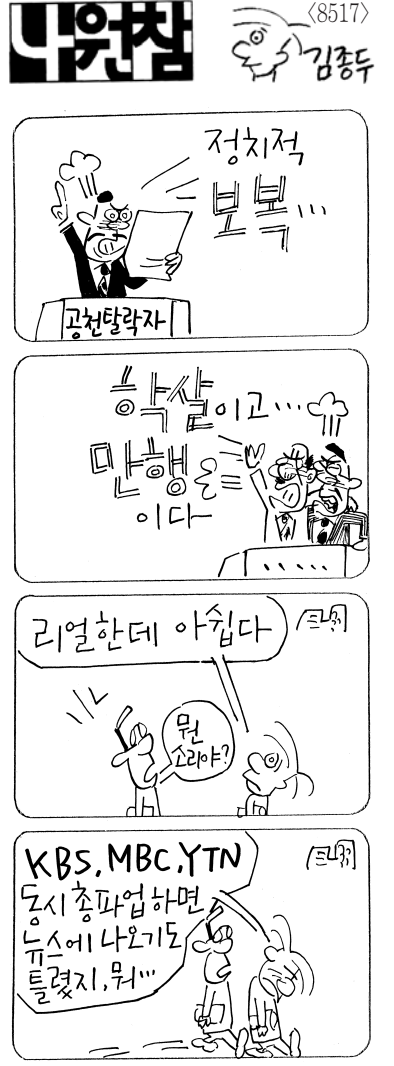 나원참
〈8517〉
김종두
정치적
보복…
공천탈락자
학살이고…
만행
이다
.....
리얼한데 아쉽다
뭔
소리야?
KBS, MBC, YTN
동시 총파업 하면
뉴스에 나오기도
틀렸지, 뭐…